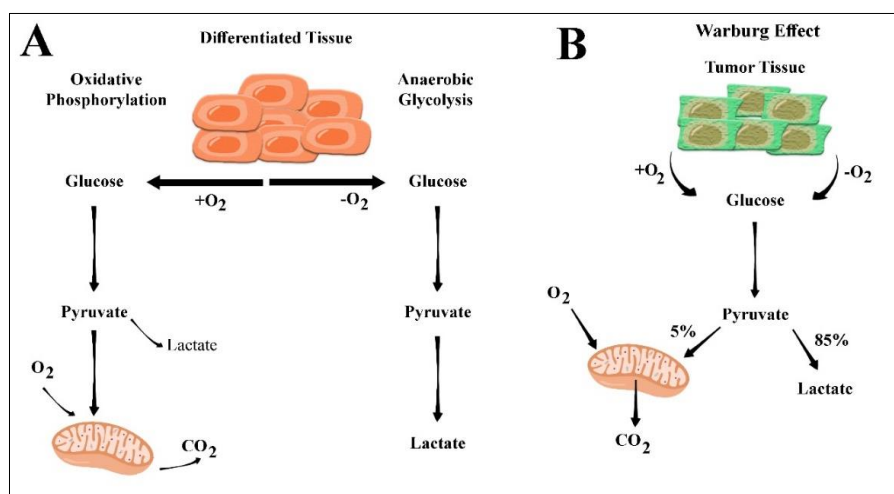 A
Differentiated Tissue
Oxidative
Phosphorylation
Anaerobic
Glycolysis
Glucose
+O2
-O2
Glucose
Pyruvate
Lactate
Pyruvate
O2
CO2
Lactate
B
Warburg Effect
Tumor Tissue
+O2
-O2
Glucose
O2
Pyruvate
5%
85%
Lactate
CO2